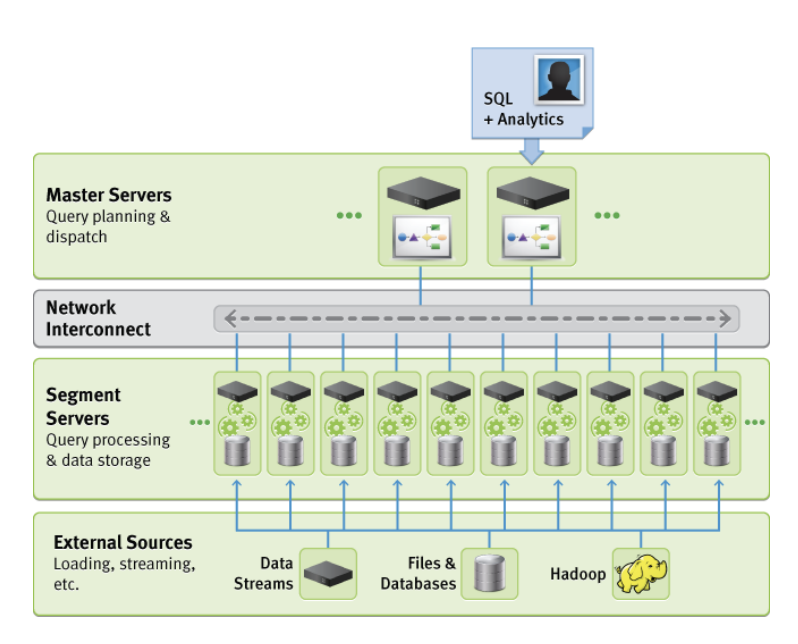 SQL
+ Analytics
Master Servers
Query planning &
dispatch
Network
Interconnect
Segment
Servers
Query processing
& data storage
External Sources
Loading, streaming,
etc.
Data
Streams
Files &
Databases
Hadoop